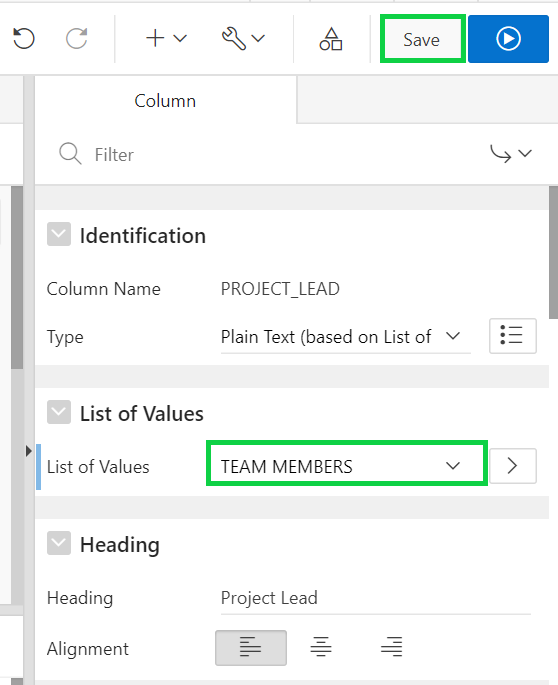 Save
Column
Filter
Identification
Column Name PROJECT_LEAD
Type Plain Text (based on List of
List of Values
List of Values TEAM MEMBERS
Heading
Heading Project Lead
Alignment